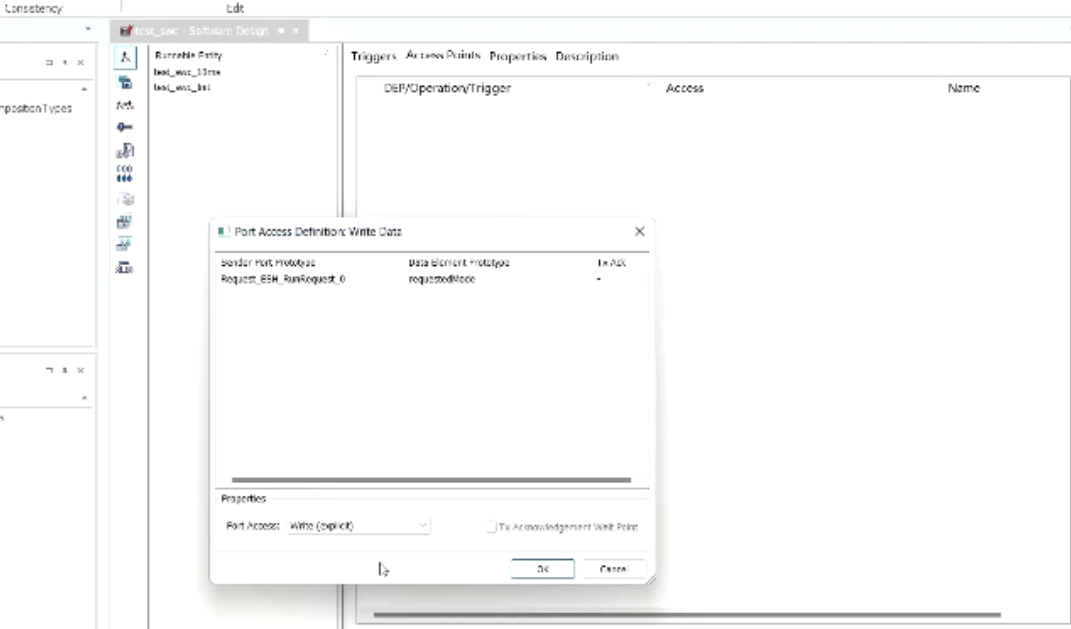 Consistency
Edit
test_swc Software Design
Triggers Access Points Properties Description
Runnable Entity
test_swc_10ms
test_swc_Init
mpositionTypes
DEP/Operation/Trigger Access Name
Port Access Definition: Write Data
Sender Port Prototype Data Element Prototype Tx Ack
Request_ESH_RunRequest_0 requestedMode -
Properties
Port Access: Write (explicit) Tx Acknowledgement Wait Point
OK Cancel